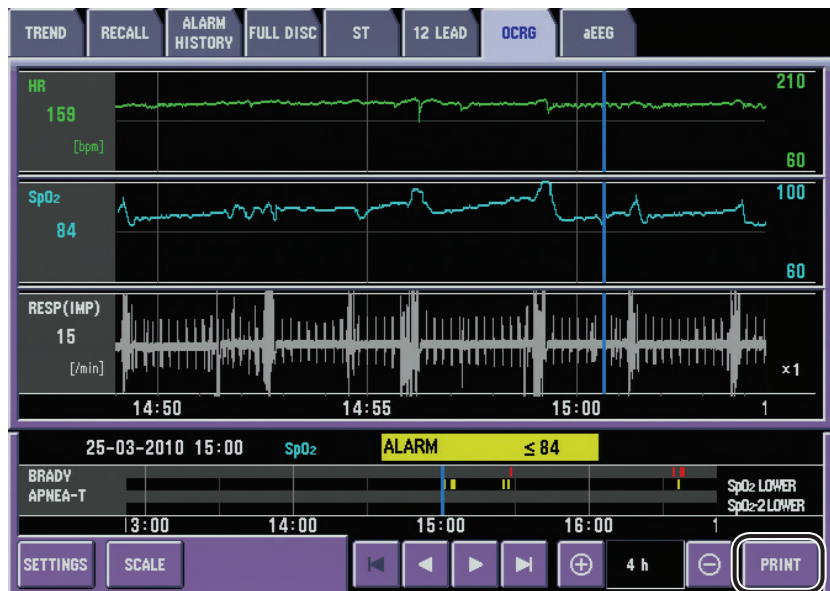 TREND RECALL ALARM HISTORY FULL DISC ST 12 LEAD OCRG aEEG
HR 210
159
[bpm]
60
SpO2 100
84
60
RESP(IMP)
15
[/min] ×1
14:50 14:55 15:00 1
25-03-2010 15:00 SpO2 ALARM ≤ 84
BRADY
APNEA-T SpO2 LOWER
SpO2-2 LOWER
13:00 14:00 15:00 16:00 1
SETTINGS SCALE 4 h PRINT